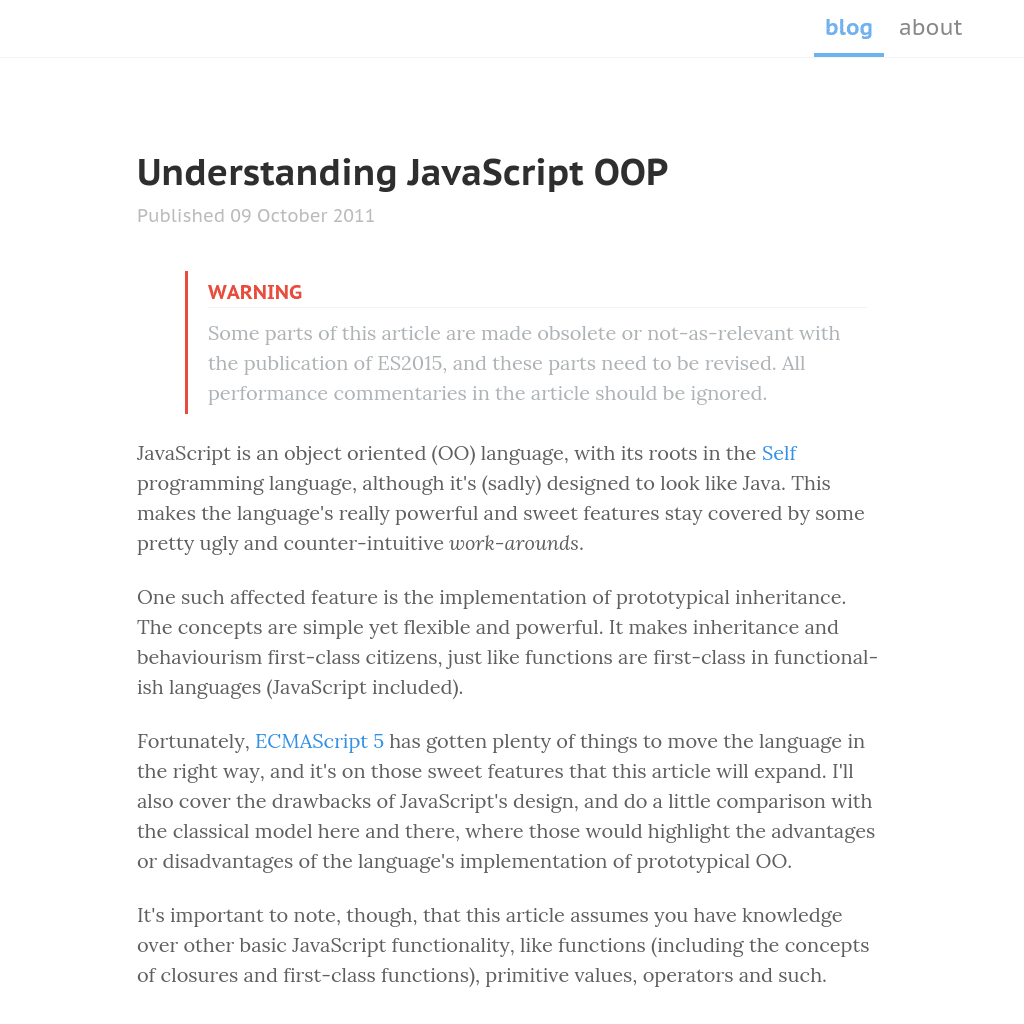 blog about
Understanding JavaScript OOP
Published 09 October 2011
WARNING
Some parts of this article are made obsolete or not-as-relevant with
the publication of ES2015, and these parts need to be revised. All
performance commentaries in the article should be ignored.
JavaScript is an object oriented (OO) language, with its roots in the Self
programming language, although it's (sadly) designed to look like Java. This
makes the language's really powerful and sweet features stay covered by some
pretty ugly and counter-intuitive work-arounds.
One such affected feature is the implementation of prototypical inheritance.
The concepts are simple yet flexible and powerful. It makes inheritance and
behaviourism first-class citizens, just like functions are first-class in functional-
ish languages (JavaScript included).
Fortunately, ECMAScript 5 has gotten plenty of things to move the language in
the right way, and it's on those sweet features that this article will expand. I'll
also cover the drawbacks of JavaScript's design, and do a little comparison with
the classical model here and there, where those would highlight the advantages
or disadvantages of the language's implementation of prototypical OO.
It's important to note, though, that this article assumes you have knowledge
over other basic JavaScript functionality, like functions (including the concepts
of closures and first-class functions), primitive values, operators and such.